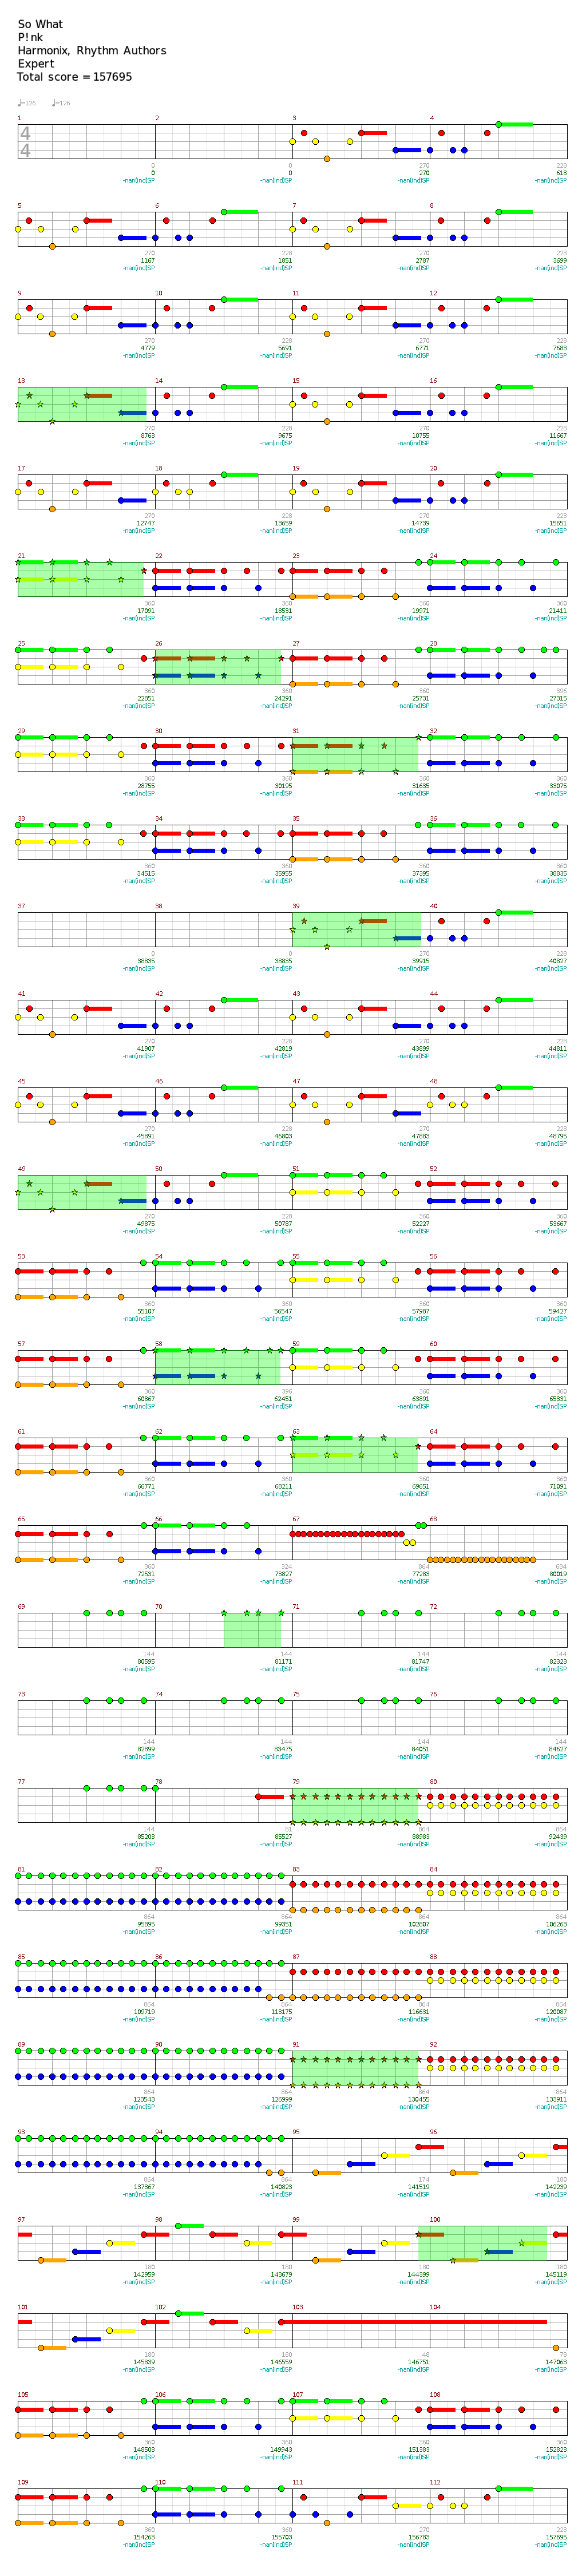 So What
P!nk
Harmonix, Rhythm Authors
Expert
Total score = 157695
♩=126 ♩=126
1 2 3 4
4
4
0 0 270 228
0 0 270 618
-nan(ind)SP -nan(ind)SP -nan(ind)SP -nan(ind)SP
5 6 7 8
270 228 270 228
1167 1851 2787 3699
-nan(ind)SP -nan(ind)SP -nan(ind)SP -nan(ind)SP
9 10 11 12
270 228 270 228
4779 5691 6771 7683
-nan(ind)SP -nan(ind)SP -nan(ind)SP -nan(ind)SP
13 14 15 16
270 228 270 228
8763 9675 10755 11667
-nan(ind)SP -nan(ind)SP -nan(ind)SP -nan(ind)SP
17 18 19 20
270 228 270 228
12747 13659 14739 15651
-nan(ind)SP -nan(ind)SP -nan(ind)SP -nan(ind)SP
21 22 23 24
360 360 360 360
17091 18531 19971 21411
-nan(ind)SP -nan(ind)SP -nan(ind)SP -nan(ind)SP
25 26 27 28
360 360 360 396
22851 24291 25731 27315
-nan(ind)SP -nan(ind)SP -nan(ind)SP -nan(ind)SP
29 30 31 32
360 360 360 360
28755 30195 31635 33075
-nan(ind)SP -nan(ind)SP -nan(ind)SP -nan(ind)SP
33 34 35 36
360 360 360 360
34515 35955 37395 38835
-nan(ind)SP -nan(ind)SP -nan(ind)SP -nan(ind)SP
37 38 39 40
0 0 270 228
38835 38835 39915 40827
-nan(ind)SP -nan(ind)SP -nan(ind)SP -nan(ind)SP
41 42 43 44
270 228 270 228
41907 42819 43899 44811
-nan(ind)SP -nan(ind)SP -nan(ind)SP -nan(ind)SP
45 46 47 48
270 228 270 228
45891 46803 47883 48795
-nan(ind)SP -nan(ind)SP -nan(ind)SP -nan(ind)SP
49 50 51 52
270 228 360 360
49875 50787 52227 53667
-nan(ind)SP -nan(ind)SP -nan(ind)SP -nan(ind)SP
53 54 55 56
360 360 360 360
55107 56547 57987 59427
-nan(ind)SP -nan(ind)SP -nan(ind)SP -nan(ind)SP
57 58 59 60
360 396 360 360
60867 62451 63891 65331
-nan(ind)SP -nan(ind)SP -nan(ind)SP -nan(ind)SP
61 62 63 64
360 360 360 360
66771 68211 69651 71091
-nan(ind)SP -nan(ind)SP -nan(ind)SP -nan(ind)SP
65 66 67 68
360 324 864 684
72531 73827 77283 80019
-nan(ind)SP -nan(ind)SP -nan(ind)SP -nan(ind)SP
69 70 71 72
144 144 144 144
80595 81171 81747 82323
-nan(ind)SP -nan(ind)SP -nan(ind)SP -nan(ind)SP
73 74 75 76
144 144 144 144
82899 83475 84051 84627
-nan(ind)SP -nan(ind)SP -nan(ind)SP -nan(ind)SP
77 78 79 80
144 81 864 864
85203 85527 88983 92439
-nan(ind)SP -nan(ind)SP -nan(ind)SP -nan(ind)SP
81 82 83 84
864 864 864 864
95895 99351 102807 106263
-nan(ind)SP -nan(ind)SP -nan(ind)SP -nan(ind)SP
85 86 87 88
864 864 864 864
109719 113175 116631 120087
-nan(ind)SP -nan(ind)SP -nan(ind)SP -nan(ind)SP
89 90 91 92
864 864 864 864
123543 126999 130455 133911
-nan(ind)SP -nan(ind)SP -nan(ind)SP -nan(ind)SP
93 94 95 96
864 864 174 180
137367 140823 141519 142239
-nan(ind)SP -nan(ind)SP -nan(ind)SP -nan(ind)SP
97 98 99 100
180 180 180 180
142959 143679 144399 145119
-nan(ind)SP -nan(ind)SP -nan(ind)SP -nan(ind)SP
101 102 103 104
180 180 48 78
145839 146559 146751 147063
-nan(ind)SP -nan(ind)SP -nan(ind)SP -nan(ind)SP
105 106 107 108
360 360 360 360
148503 149943 151383 152823
-nan(ind)SP -nan(ind)SP -nan(ind)SP -nan(ind)SP
109 110 111 112
360 360 270 228
154263 155703 156783 157695
-nan(ind)SP -nan(ind)SP -nan(ind)SP -nan(ind)SP